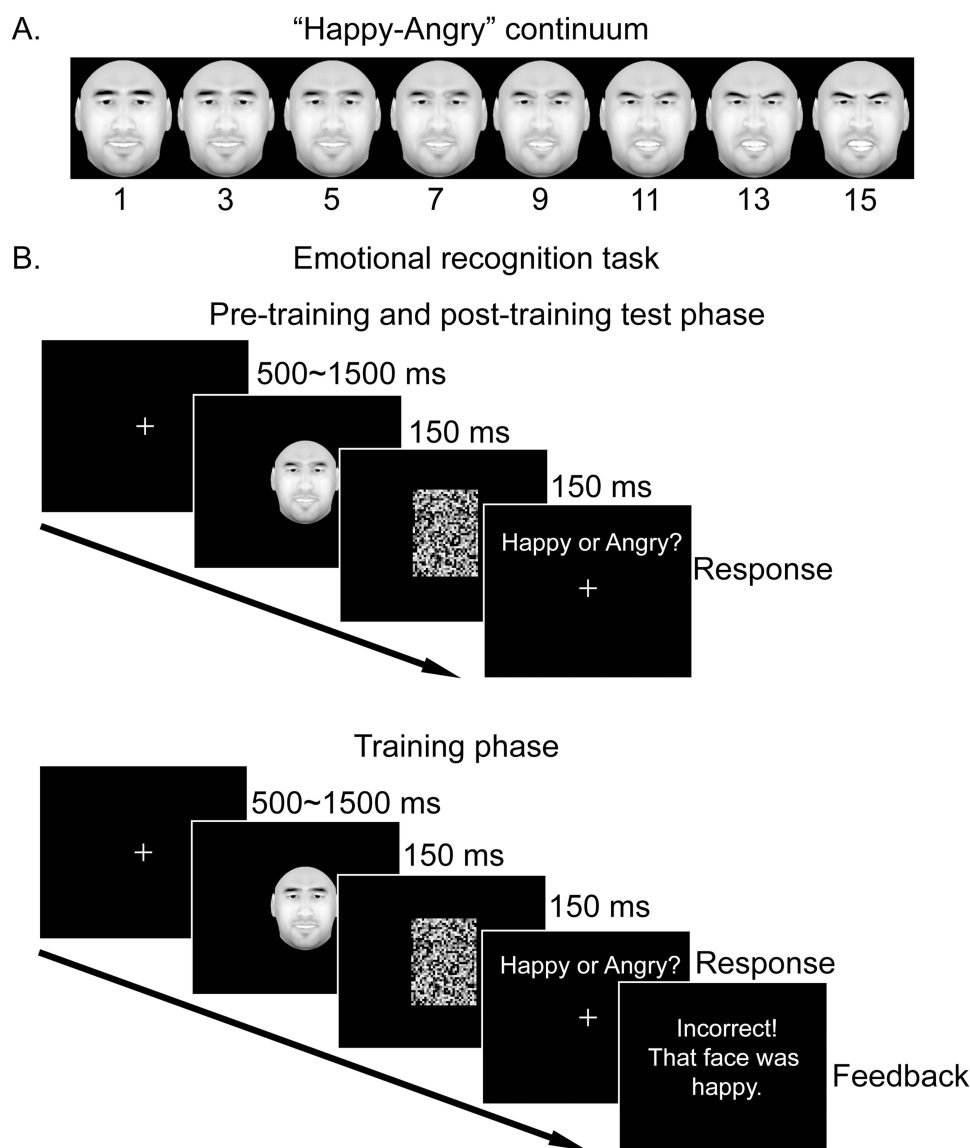 A.
“Happy-Angry” continuum
1 3 5 7 9 11 13 15
B.
Emotional recognition task
Pre-training and post-training test phase
500~1500 ms
150 ms
150 ms
Happy or Angry?
Response
Training phase
500~1500 ms
150 ms
150 ms
Happy or Angry?
Response
Incorrect!
That face was
happy.
Feedback